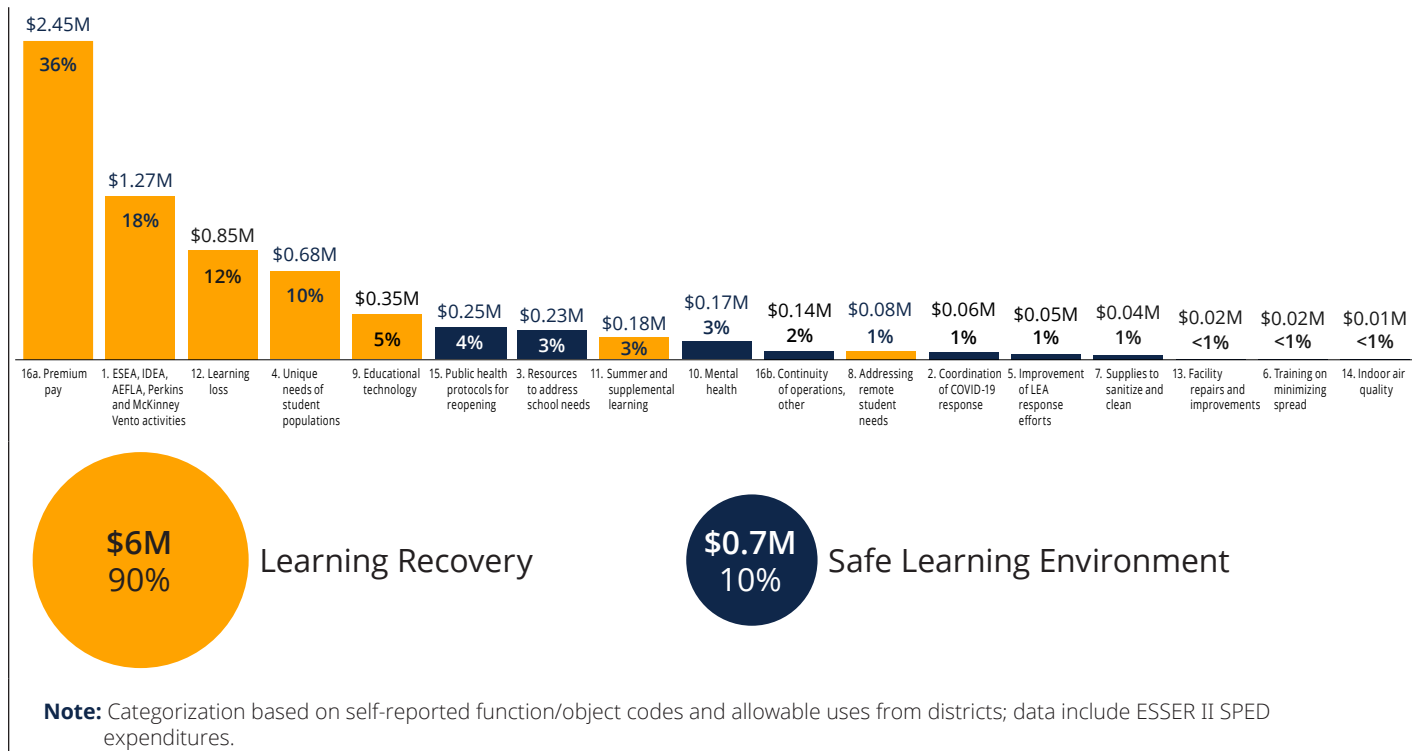 $2.45M
36%
$1.27M
18%
$0.85M
12%
$0.68M
10%
$0.35M
5%
$0.25M
4%
$0.23M
3%
$0.18M
3%
$0.17M
3%
$0.14M
2%
$0.08M
1%
$0.06M
1%
$0.05M
1%
$0.04M
1%
$0.02M
<1%
$0.02M
<1%
$0.01M
<1%
16a. Premium
pay
1. ESEA, IDEA,
AEFLA, Perkins
and McKinney
Vento activities
12. Learning
loss
4. Unique
needs of
student
populations
9. Educational
technology
15. Public health
protocols for
reopening
3. Resources
to address
school needs
11. Summer and
supplemental
learning
10. Mental
health
16b. Continuity
of operations,
other
8. Addressing
remote
student
needs
2. Coordination
of COVID-19
response
5. Improvement
of LEA
response
efforts
7. Supplies to
sanitize and
clean
13. Facility
repairs and
improvements
6. Training on
minimizing
spread
14. Indoor air
quality
$6M
90%
Learning Recovery
$0.7M
10%
Safe Learning Environment
Note: Categorization based on self-reported function/object codes and allowable uses from districts; data include ESSER II SPED
expenditures.